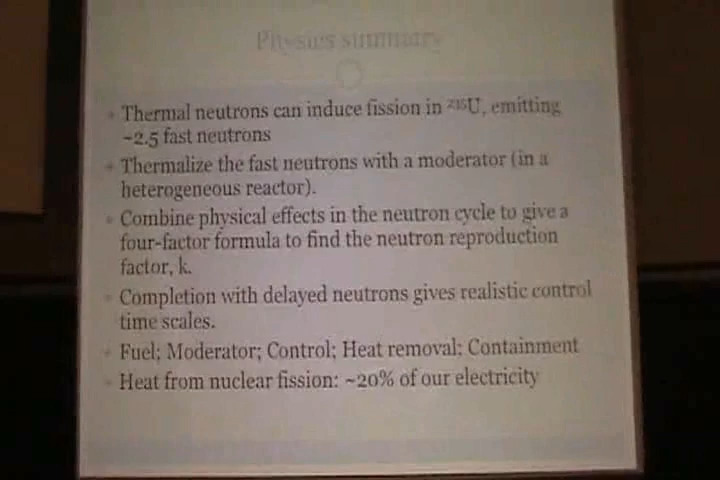 Physics summary
Thermal neutrons can induce fission in ²³⁵U, emitting
~2.5 fast neutrons
Thermalize the fast neutrons with a moderator (in a
heterogeneous reactor).
Combine physical effects in the neutron cycle to give a
four-factor formula to find the neutron reproduction
factor, k.
Completion with delayed neutrons gives realistic control
time scales.
Fuel; Moderator; Control; Heat removal; Containment
Heat from nuclear fission: ~20% of our electricity